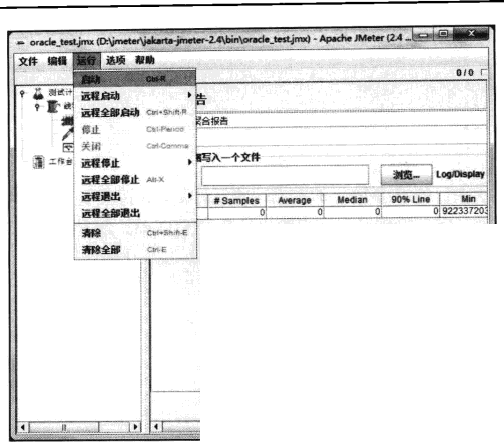 oracle_test.jmx (D:\jmeter\jakarta-jmeter-2.4\bin\oracle_test.jmx) - Apache JMeter (2.4 ...
文件 编辑 运行 选项 帮助
0 / 0
启动 Ctrl-R
远程启动
远程全部启动 Ctrl+Shift-R
停止 Ctrl-Period
关闭 Ctrl-Comma
远程停止
远程全部停止 Alt-X
远程退出
远程全部退出
清除 Ctrl+Shift-E
清除全部 Ctrl-E
测试计
线
工作台
告
聚合报告
写入一个文件
浏览... Log/Display
# Samples Average Median 90% Line Min
0 0 0 0 922337203